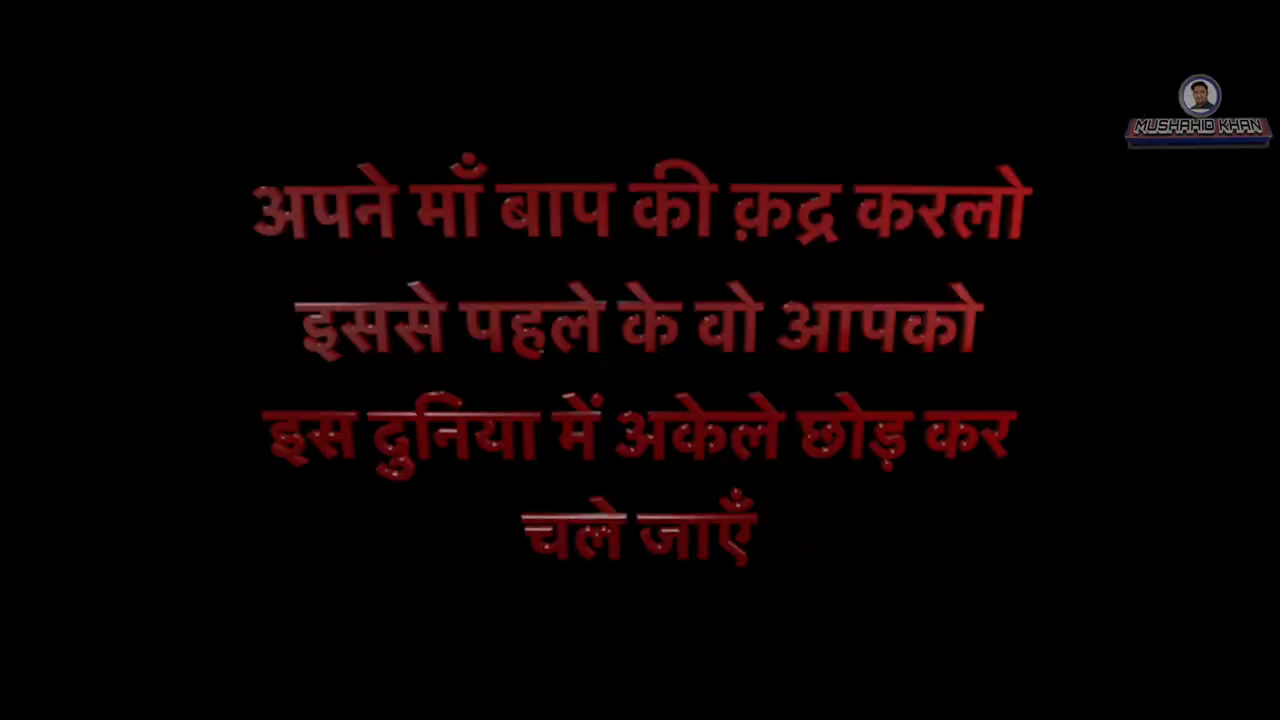 MUSHAHID KHAN
अपने माँ बाप की क़द्र करलो
इससे पहले के वो आपको
इस दुनिया में अकेले छोड़ कर
चले जाएँ